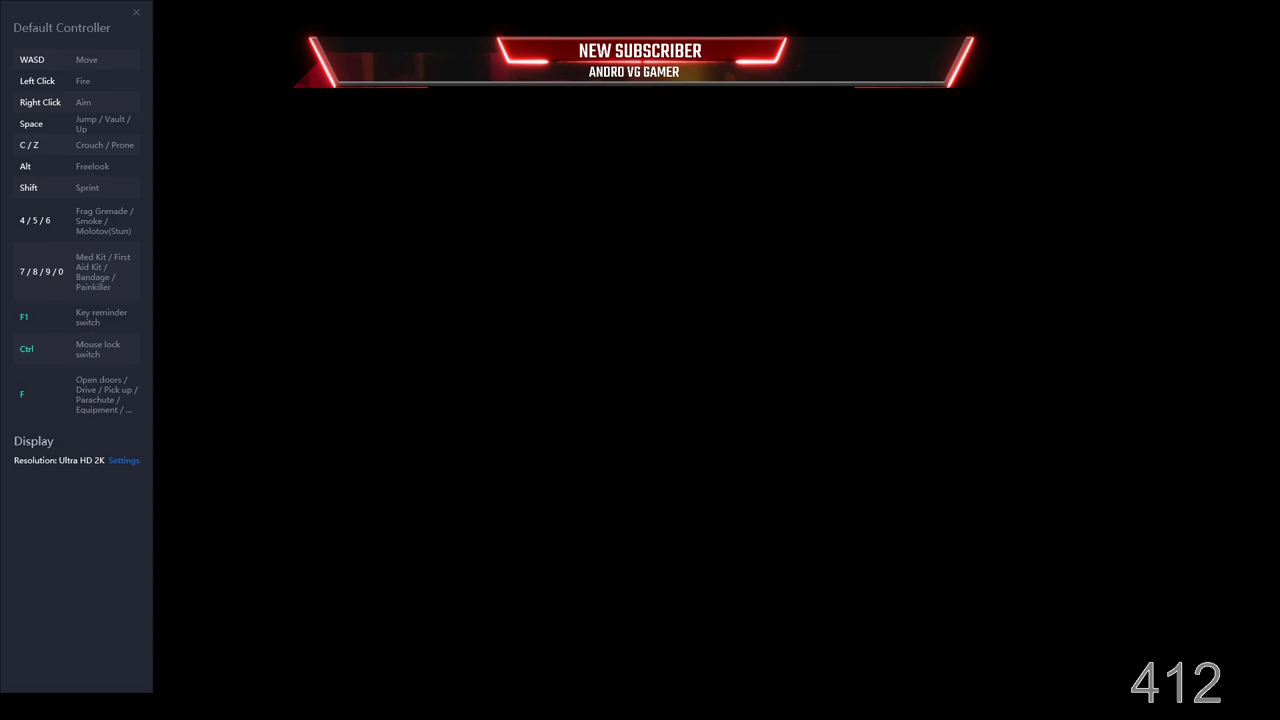 Default Controller
WASD Move
Left Click Fire
Right Click Aim
Space Jump / Vault /
Up
C / Z Crouch / Prone
Alt Freelook
Shift Sprint
4 / 5 / 6 Frag Grenade /
Smoke /
Molotov(Stun)
7 / 8 / 9 / 0 Med Kit / First
Aid Kit /
Bandage /
Painkiller
F1 Key reminder
switch
Ctrl Mouse lock
switch
F Open doors /
Drive / Pick up /
Parachute /
Equipment / ...
Display
Resolution: Ultra HD 2K Settings
NEW SUBSCRIBER
ANDRO VG GAMER
412